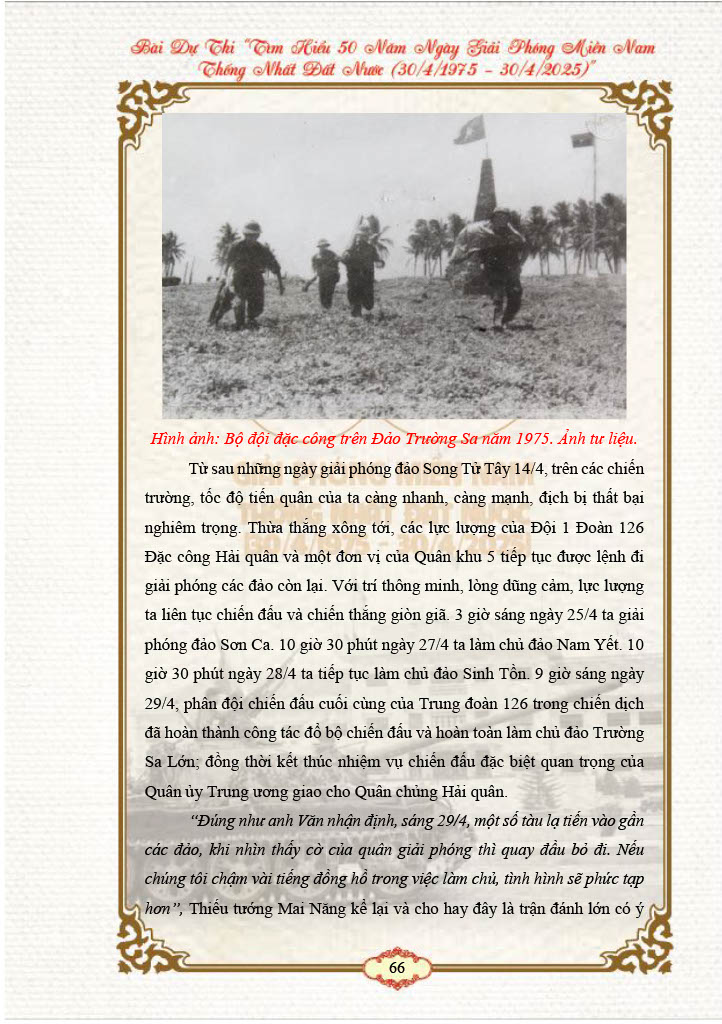 Bài Dự Thi “Tìm Hiểu 50 Năm Ngày Giải Phóng Miền Nam
Thống Nhất Đất Nước (30/4/1975 – 30/4/2025)”
Hình ảnh: Bộ đội đặc công trên Đảo Trường Sa năm 1975. Ảnh tư liệu.
Từ sau những ngày giải phóng đảo Song Tử Tây 14/4, trên các chiến
trường, tốc độ tiến quân của ta càng nhanh, càng mạnh, địch bị thất bại
nghiêm trọng. Thừa thắng xông tới, các lực lượng của Đội 1 Đoàn 126
Đặc công Hải quân và một đơn vị của Quân khu 5 tiếp tục được lệnh đi
giải phóng các đảo còn lại. Với trí thông minh, lòng dũng cảm, lực lượng
ta liên tục chiến đấu và chiến thắng giòn giã. 3 giờ sáng ngày 25/4 ta giải
phóng đảo Sơn Ca. 10 giờ 30 phút ngày 27/4 ta làm chủ đảo Nam Yết. 10
giờ 30 phút ngày 28/4 ta tiếp tục làm chủ đảo Sinh Tồn. 9 giờ sáng ngày
29/4, phân đội chiến đấu cuối cùng của Trung đoàn 126 trong chiến dịch
đã hoàn thành công tác đổ bộ chiến đấu và hoàn toàn làm chủ đảo Trường
Sa Lớn; đồng thời kết thúc nhiệm vụ chiến đấu đặc biệt quan trọng của
Quân ủy Trung ương giao cho Quân chủng Hải quân.
“Đúng như anh Văn nhận định, sáng 29/4, một số tàu lạ tiến vào gần
các đảo, khi nhìn thấy cờ của quân giải phóng thì quay đầu bỏ đi. Nếu
chúng tôi chậm vài tiếng đồng hồ trong việc làm chủ, tình hình sẽ phức tạp
hơn”, Thiếu tướng Mai Năng kể lại và cho hay đây là trận đánh lớn có ý
66